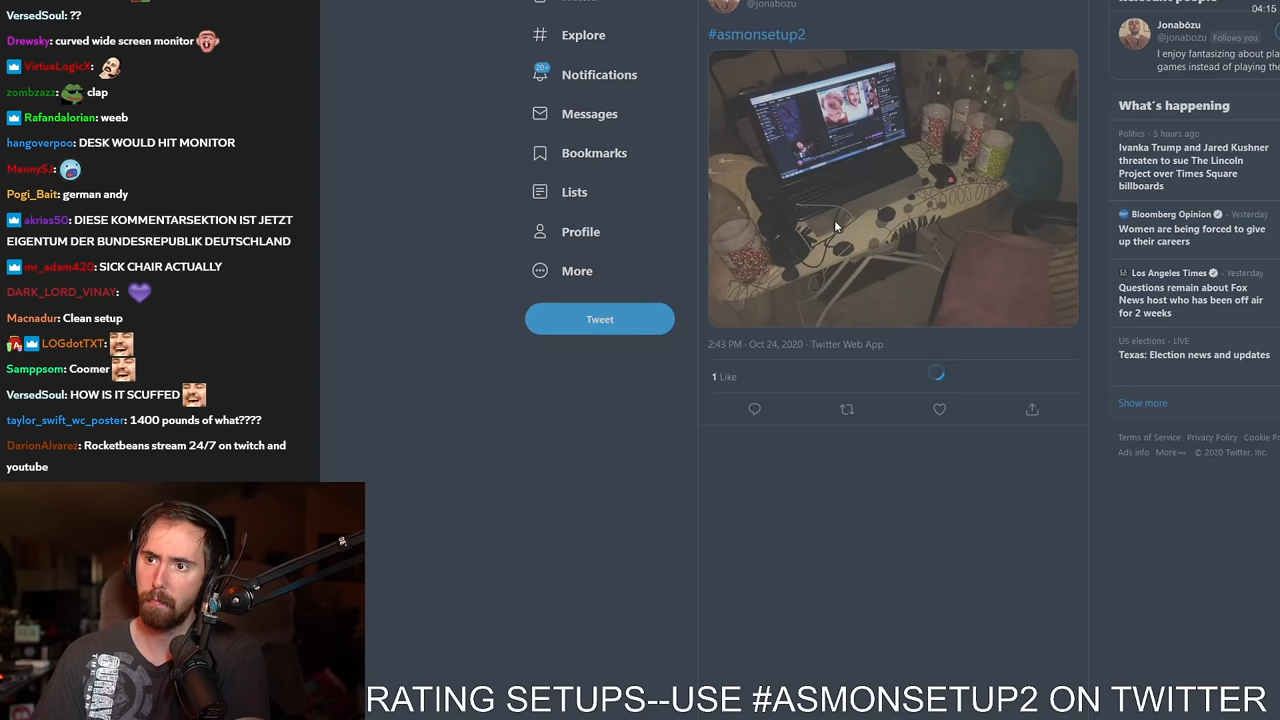 VersedSoul: ??
Drewsky: curved wide screen monitor
VirtuaLogicX:
zombzazz: clap
Rafandalorian: weeb
hangoverpoo: DESK WOULD HIT MONITOR
MannySJ:
Pogi_Bait: german andy
akrias50: DIESE KOMMENTARSEKTION IST JETZT
EIGENTUM DER BUNDESREPUBLIK DEUTSCHLAND
mr_adam420: SICK CHAIR ACTUALLY
DARK_LORD_VINAY:
Macnadur: Clean setup
LOGdotTXT:
Samppsom: Coomer
VersedSoul: HOW IS IT SCUFFED
taylor_swift_wc_poster: 1400 pounds of what????
DarionAlvarez: Rocketbeans stream 24/7 on twitch and
youtube
Explore
20+
Notifications
Messages
Bookmarks
Lists
Profile
More
Tweet
@jonabozu
#asmonsetup2
2:43 PM · Oct 24, 2020 · Twitter Web App
1 Like
04:15
Jonabōzu
@jonabozu Follows you
I enjoy fantasizing about pla
games instead of playing the
What's happening
Politics · 5 hours ago
Ivanka Trump and Jared Kushner
threaten to sue The Lincoln
Project over Times Square
billboards
Bloomberg Opinion · Yesterday
Women are being forced to give
up their careers
Los Angeles Times · Yesterday
Questions remain about Fox
News host who has been off air
for 2 weeks
US elections · LIVE
Texas: Election news and updates
Show more
Terms of Service Privacy Policy Cookie Po
Ads info More © 2020 Twitter, Inc.
RATING SETUPS--USE #ASMONSETUP2 ON TWITTER